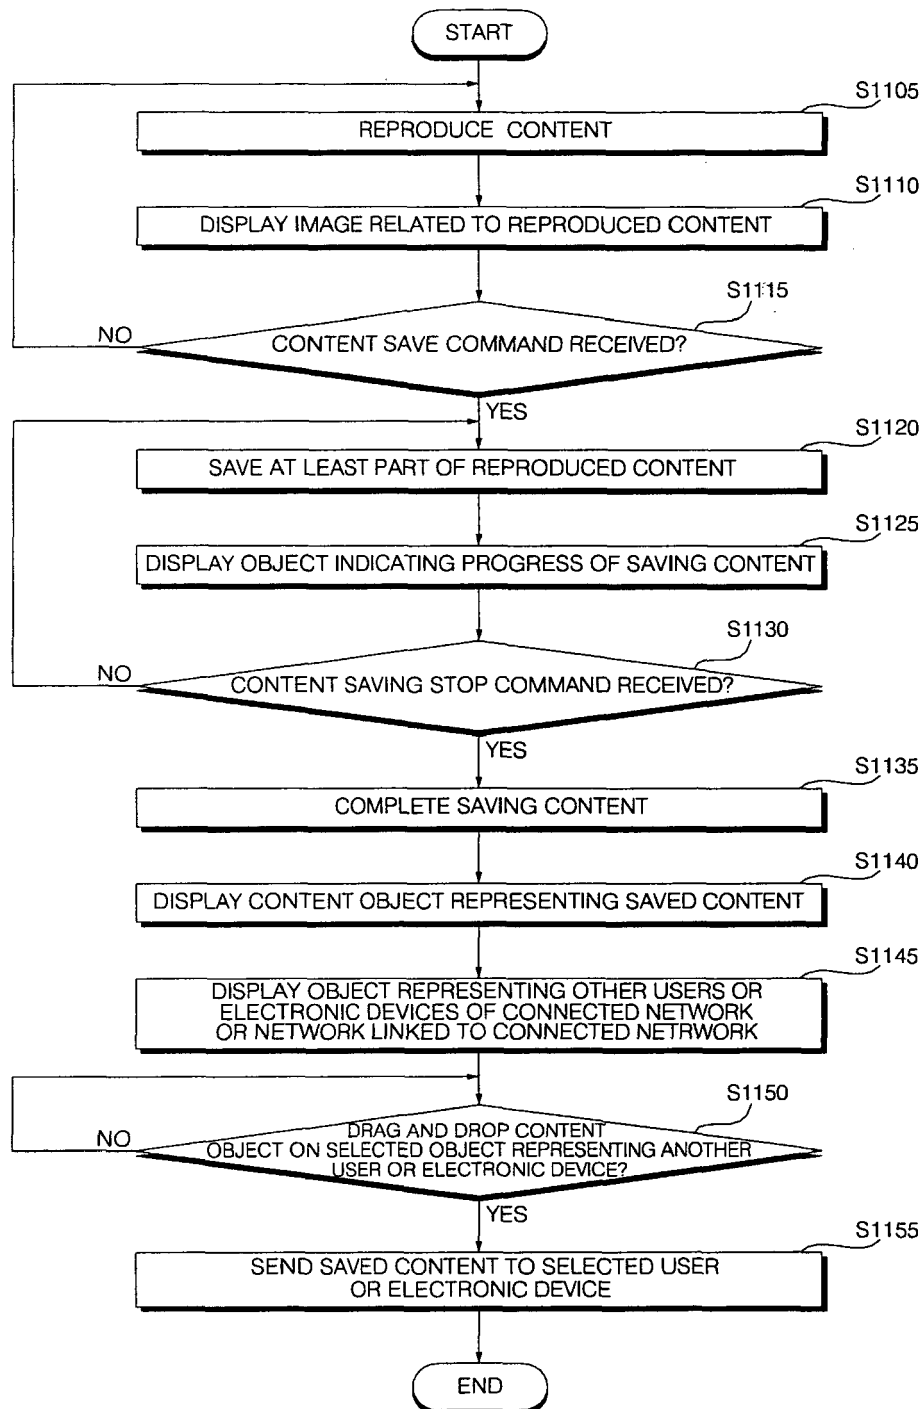 START
S1105
REPRODUCE CONTENT
S1110
DISPLAY IMAGE RELATED TO REPRODUCED CONTENT
S1115
CONTENT SAVE COMMAND RECEIVED?
NO
YES
S1120
SAVE AT LEAST PART OF REPRODUCED CONTENT
S1125
DISPLAY OBJECT INDICATING PROGRESS OF SAVING CONTENT
S1130
CONTENT SAVING STOP COMMAND RECEIVED?
NO
YES
S1135
COMPLETE SAVING CONTENT
S1140
DISPLAY CONTENT OBJECT REPRESENTING SAVED CONTENT
S1145
DISPLAY OBJECT REPRESENTING OTHER USERS OR
ELECTRONIC DEVICES OF CONNECTED NETWORK
OR NETWORK LINKED TO CONNECTED NETRWORK
S1150
DRAG AND DROP CONTENT
OBJECT ON SELECTED OBJECT REPRESENTING ANOTHER
USER OR ELECTRONIC DEVICE?
NO
YES
S1155
SEND SAVED CONTENT TO SELECTED USER
OR ELECTRONIC DEVICE
END